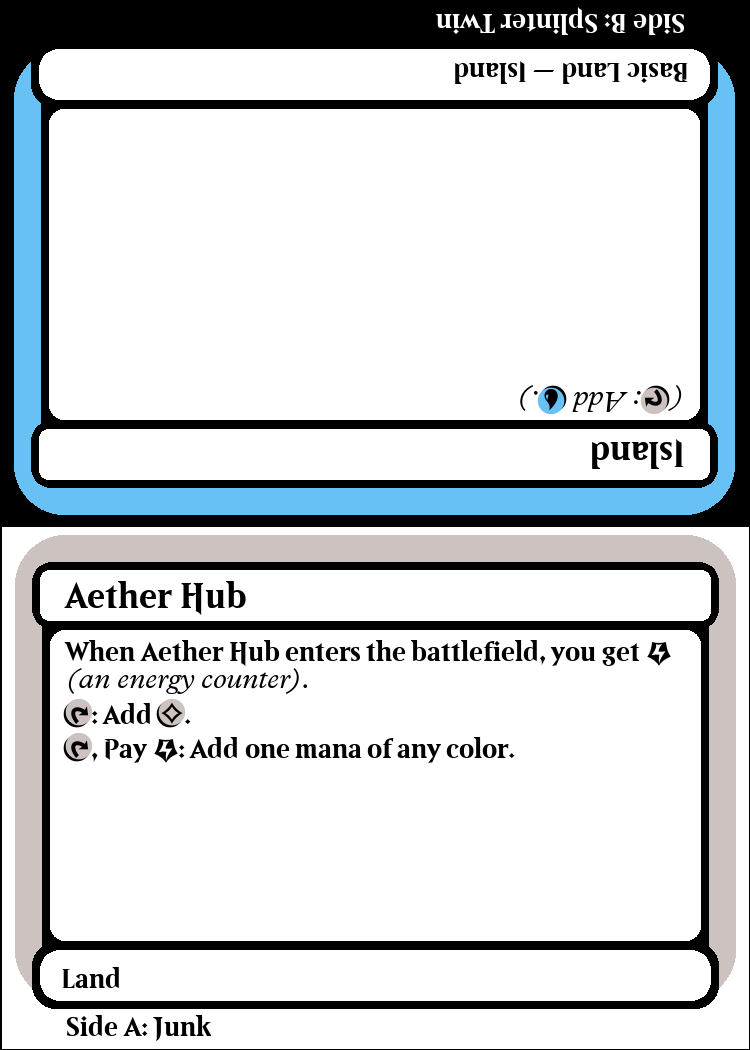 Side B: Splinter Twin
Basic Land — Island
(: Add .)
Island
Aether Hub
When Aether Hub enters the battlefield, you get
(an energy counter).
: Add .
, Pay : Add one mana of any color.
Land
Side A: Junk